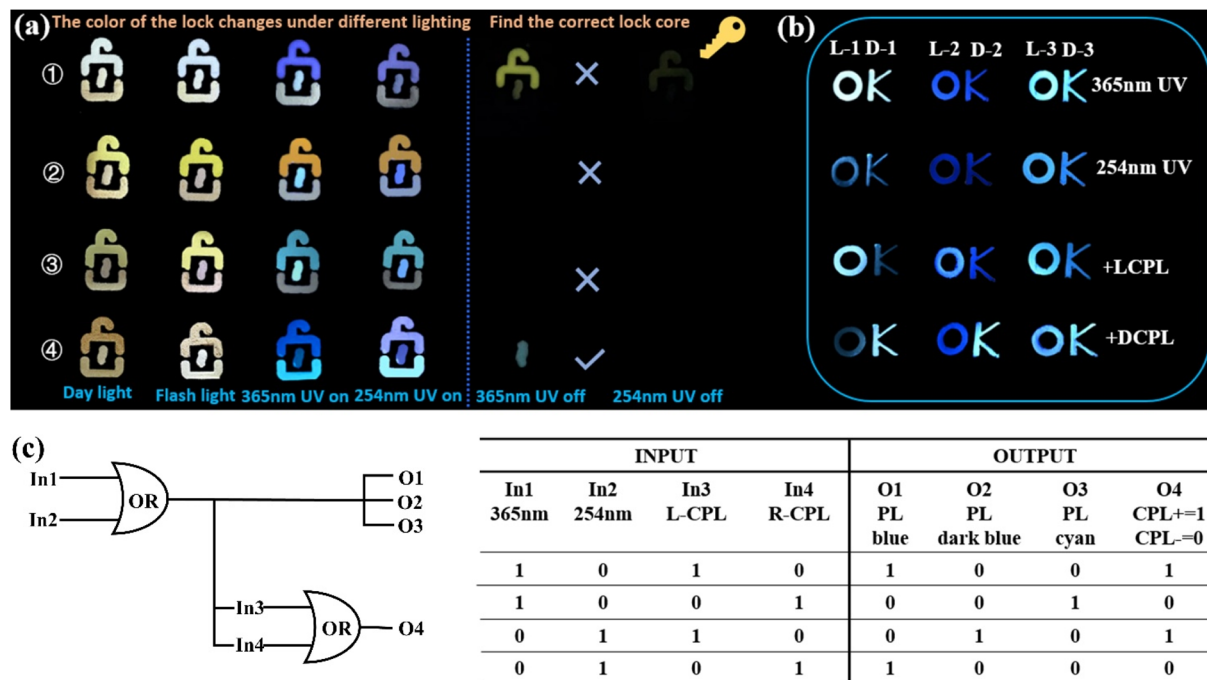 (a) The color of the lock changes under different lighting
Find the correct lock core
①
②
③
④
Day light Flash light 365nm UV on 254nm UV on 365nm UV off 254nm UV off
(b)
L-1 D-1 L-2 D-2 L-3 D-3
OK OK OK 365nm UV
OK OK OK 254nm UV
OK OK OK +LCPL
OK OK OK +DCPL
(c)
In1
In2
OR
O1
O2
O3
In3
In4
OR
O4
INPUT OUTPUT
In1 In2 In3 In4 O1 O2 O3 O4
365nm 254nm L-CPL R-CPL PL PL PL CPL+=1
blue dark blue cyan CPL-=0
1 0 1 0 1 0 0 1
1 0 0 1 0 0 1 0
0 1 1 0 0 1 0 1
0 1 0 1 1 0 0 0